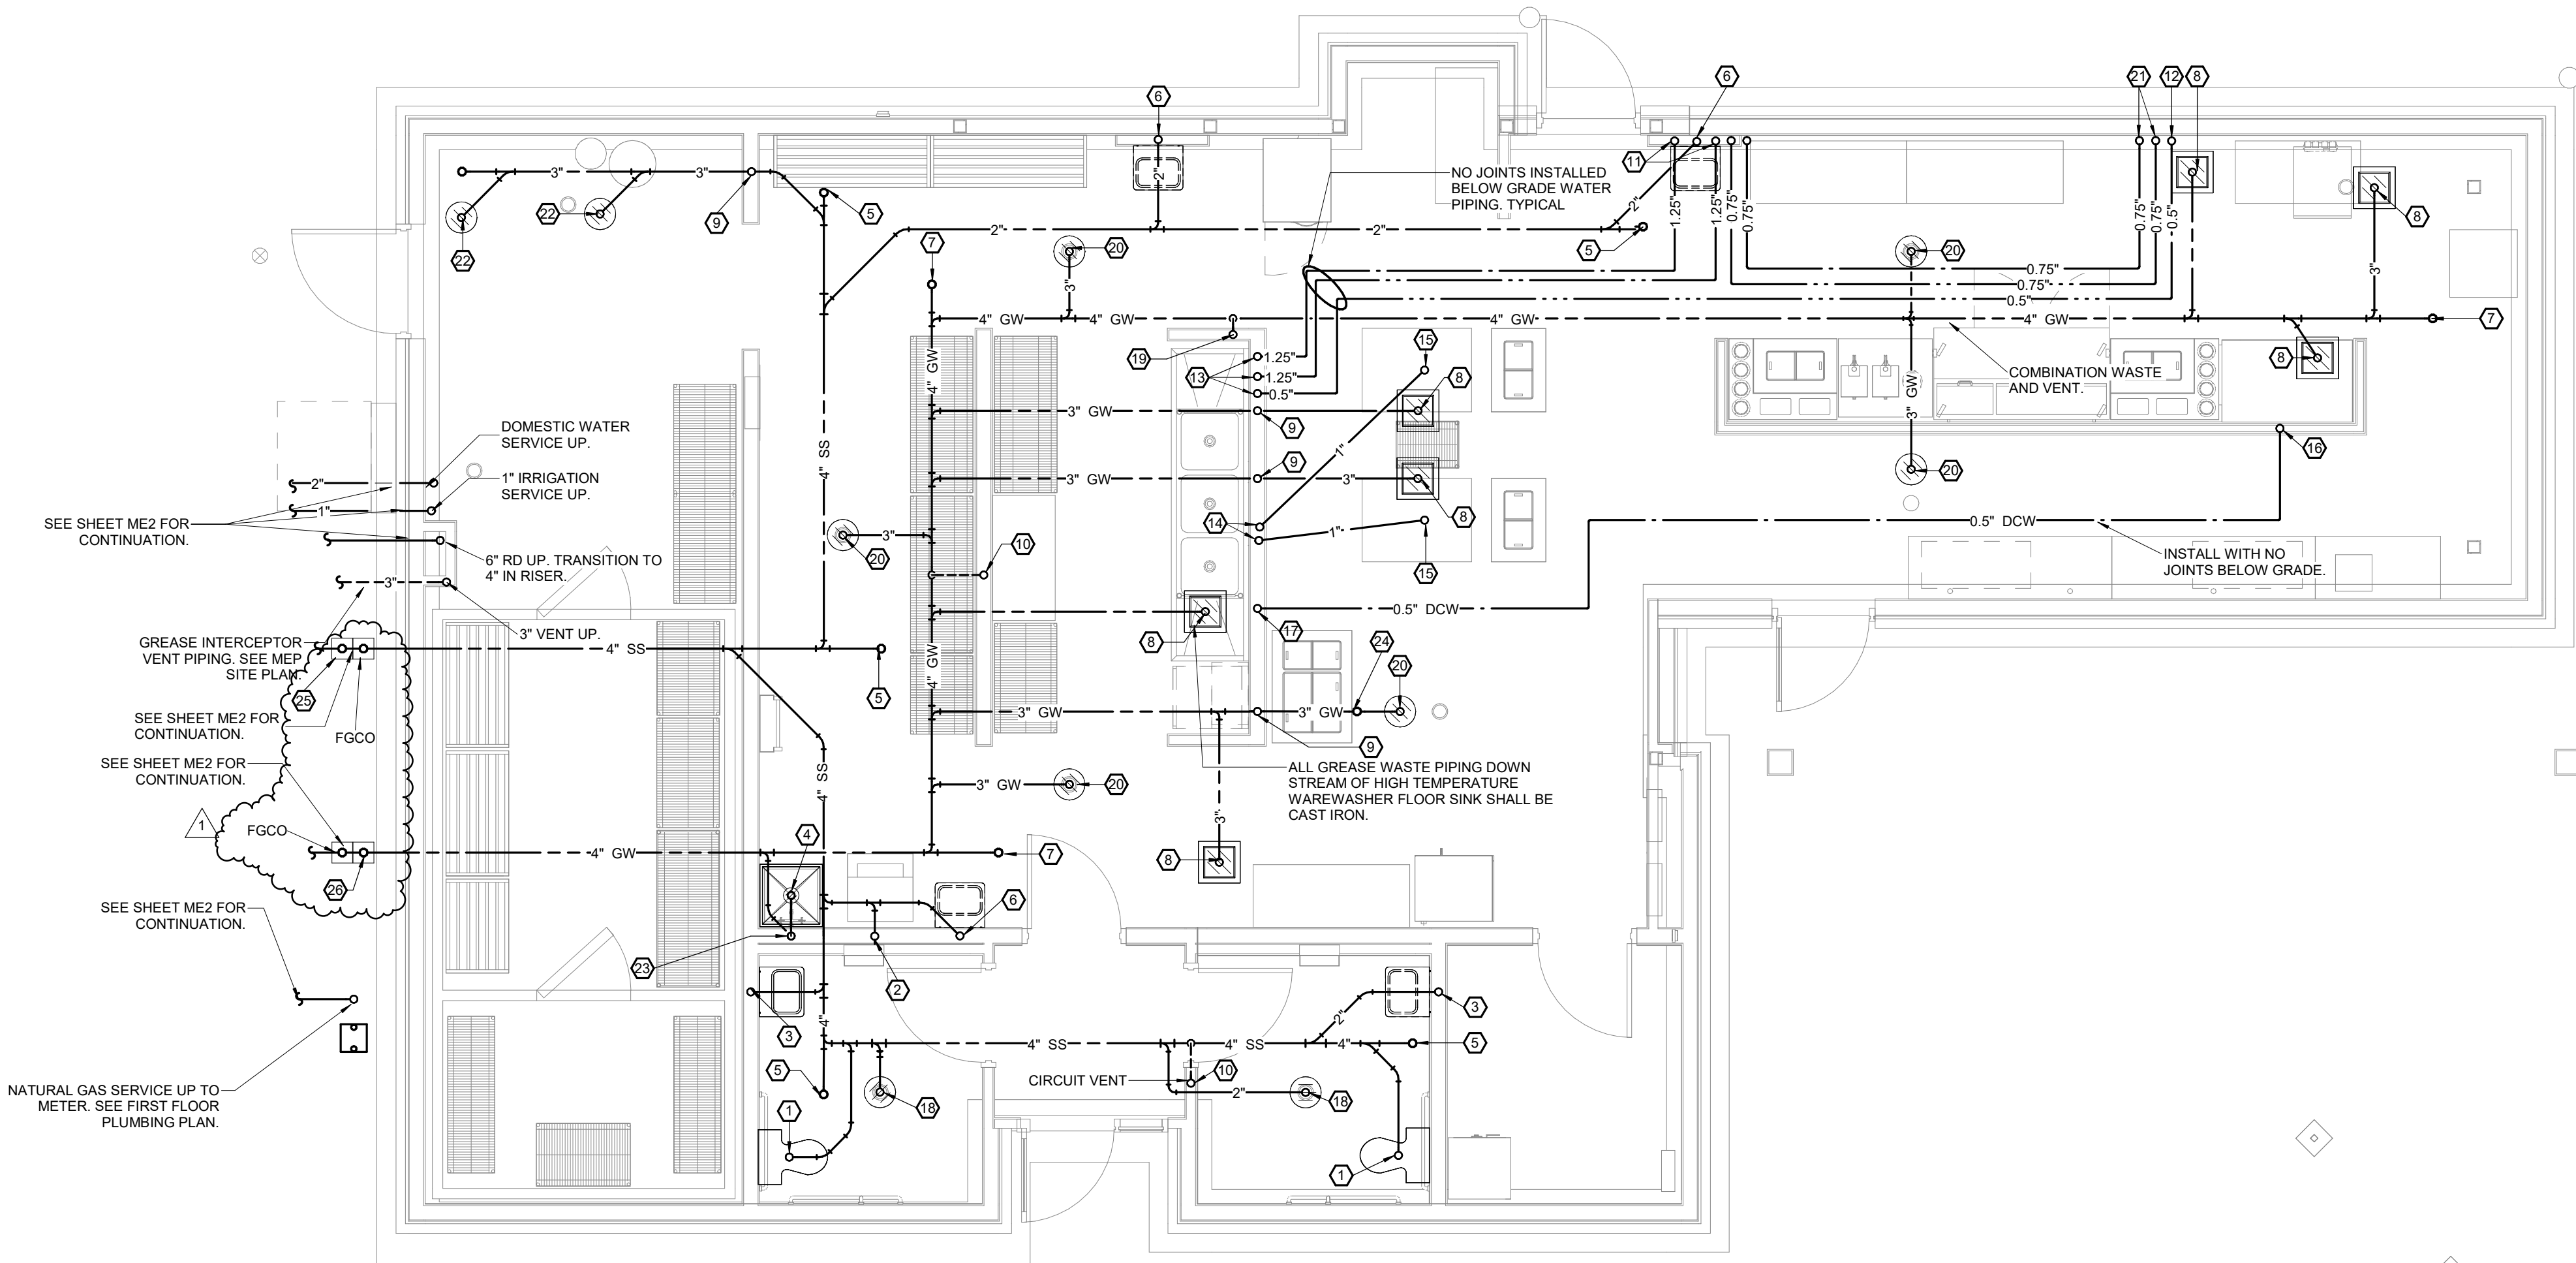 6
6
21
12
8
NO JOINTS INSTALLED
BELOW GRADE WATER
PIPING. TYPICAL
11
3"
3"
2"
2"
1.25"
1.25"
0.75"
0.75"
0.75"
0.75"
0.5"
22
9
5
8
22
7
2"
2"
5
20
20
3"
3"
0.75"
0.75"
0.5"
4" GW
4" GW
4" GW
4" GW
7
19
15
1.25"
1.25"
0.5"
13
8
8
4" GW
3" GW
COMBINATION WASTE
AND VENT.
3" GW
9
DOMESTIC WATER
SERVICE UP.
4" SS
1"
16
2"
1" IRRIGATION
SERVICE UP.
3" GW
9
3"
20
1"
SEE SHEET ME2 FOR
CONTINUATION.
8
14
1"
0.5" DCW
3"
20
10
6" RD UP. TRANSITION TO
4" IN RISER.
15
INSTALL WITH NO
JOINTS BELOW GRADE.
3"
0.5" DCW
GREASE INTERCEPTOR
VENT PIPING. SEE MEP
SITE PLAN.
3" VENT UP.
4" SS
8
17
24
20
4" GW
25
5
SEE SHEET ME2 FOR
CONTINUATION.
FGCO
3" GW
3" GW
9
SEE SHEET ME2 FOR
CONTINUATION.
4" SS
3" GW
20
ALL GREASE WASTE PIPING DOWN
STREAM OF HIGH TEMPERATURE
WAREWASHER FLOOR SINK SHALL BE
CAST IRON.
1
FGCO
4
3"
4" GW
7
8
26
SEE SHEET ME2 FOR
CONTINUATION.
6
23
2
3
3
4"
2"
4" SS
4" SS
4"
5
5
CIRCUIT VENT
10
NATURAL GAS SERVICE UP TO
METER. SEE FIRST FLOOR
PLUMBING PLAN.
1
18
2"
18
1